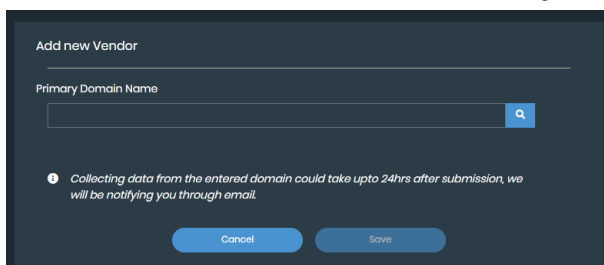 Add new Vendor
Primary Domain Name
Collecting data from the entered domain could take upto 24hrs after submission, we
will be notifying you through email.
Cancel Save